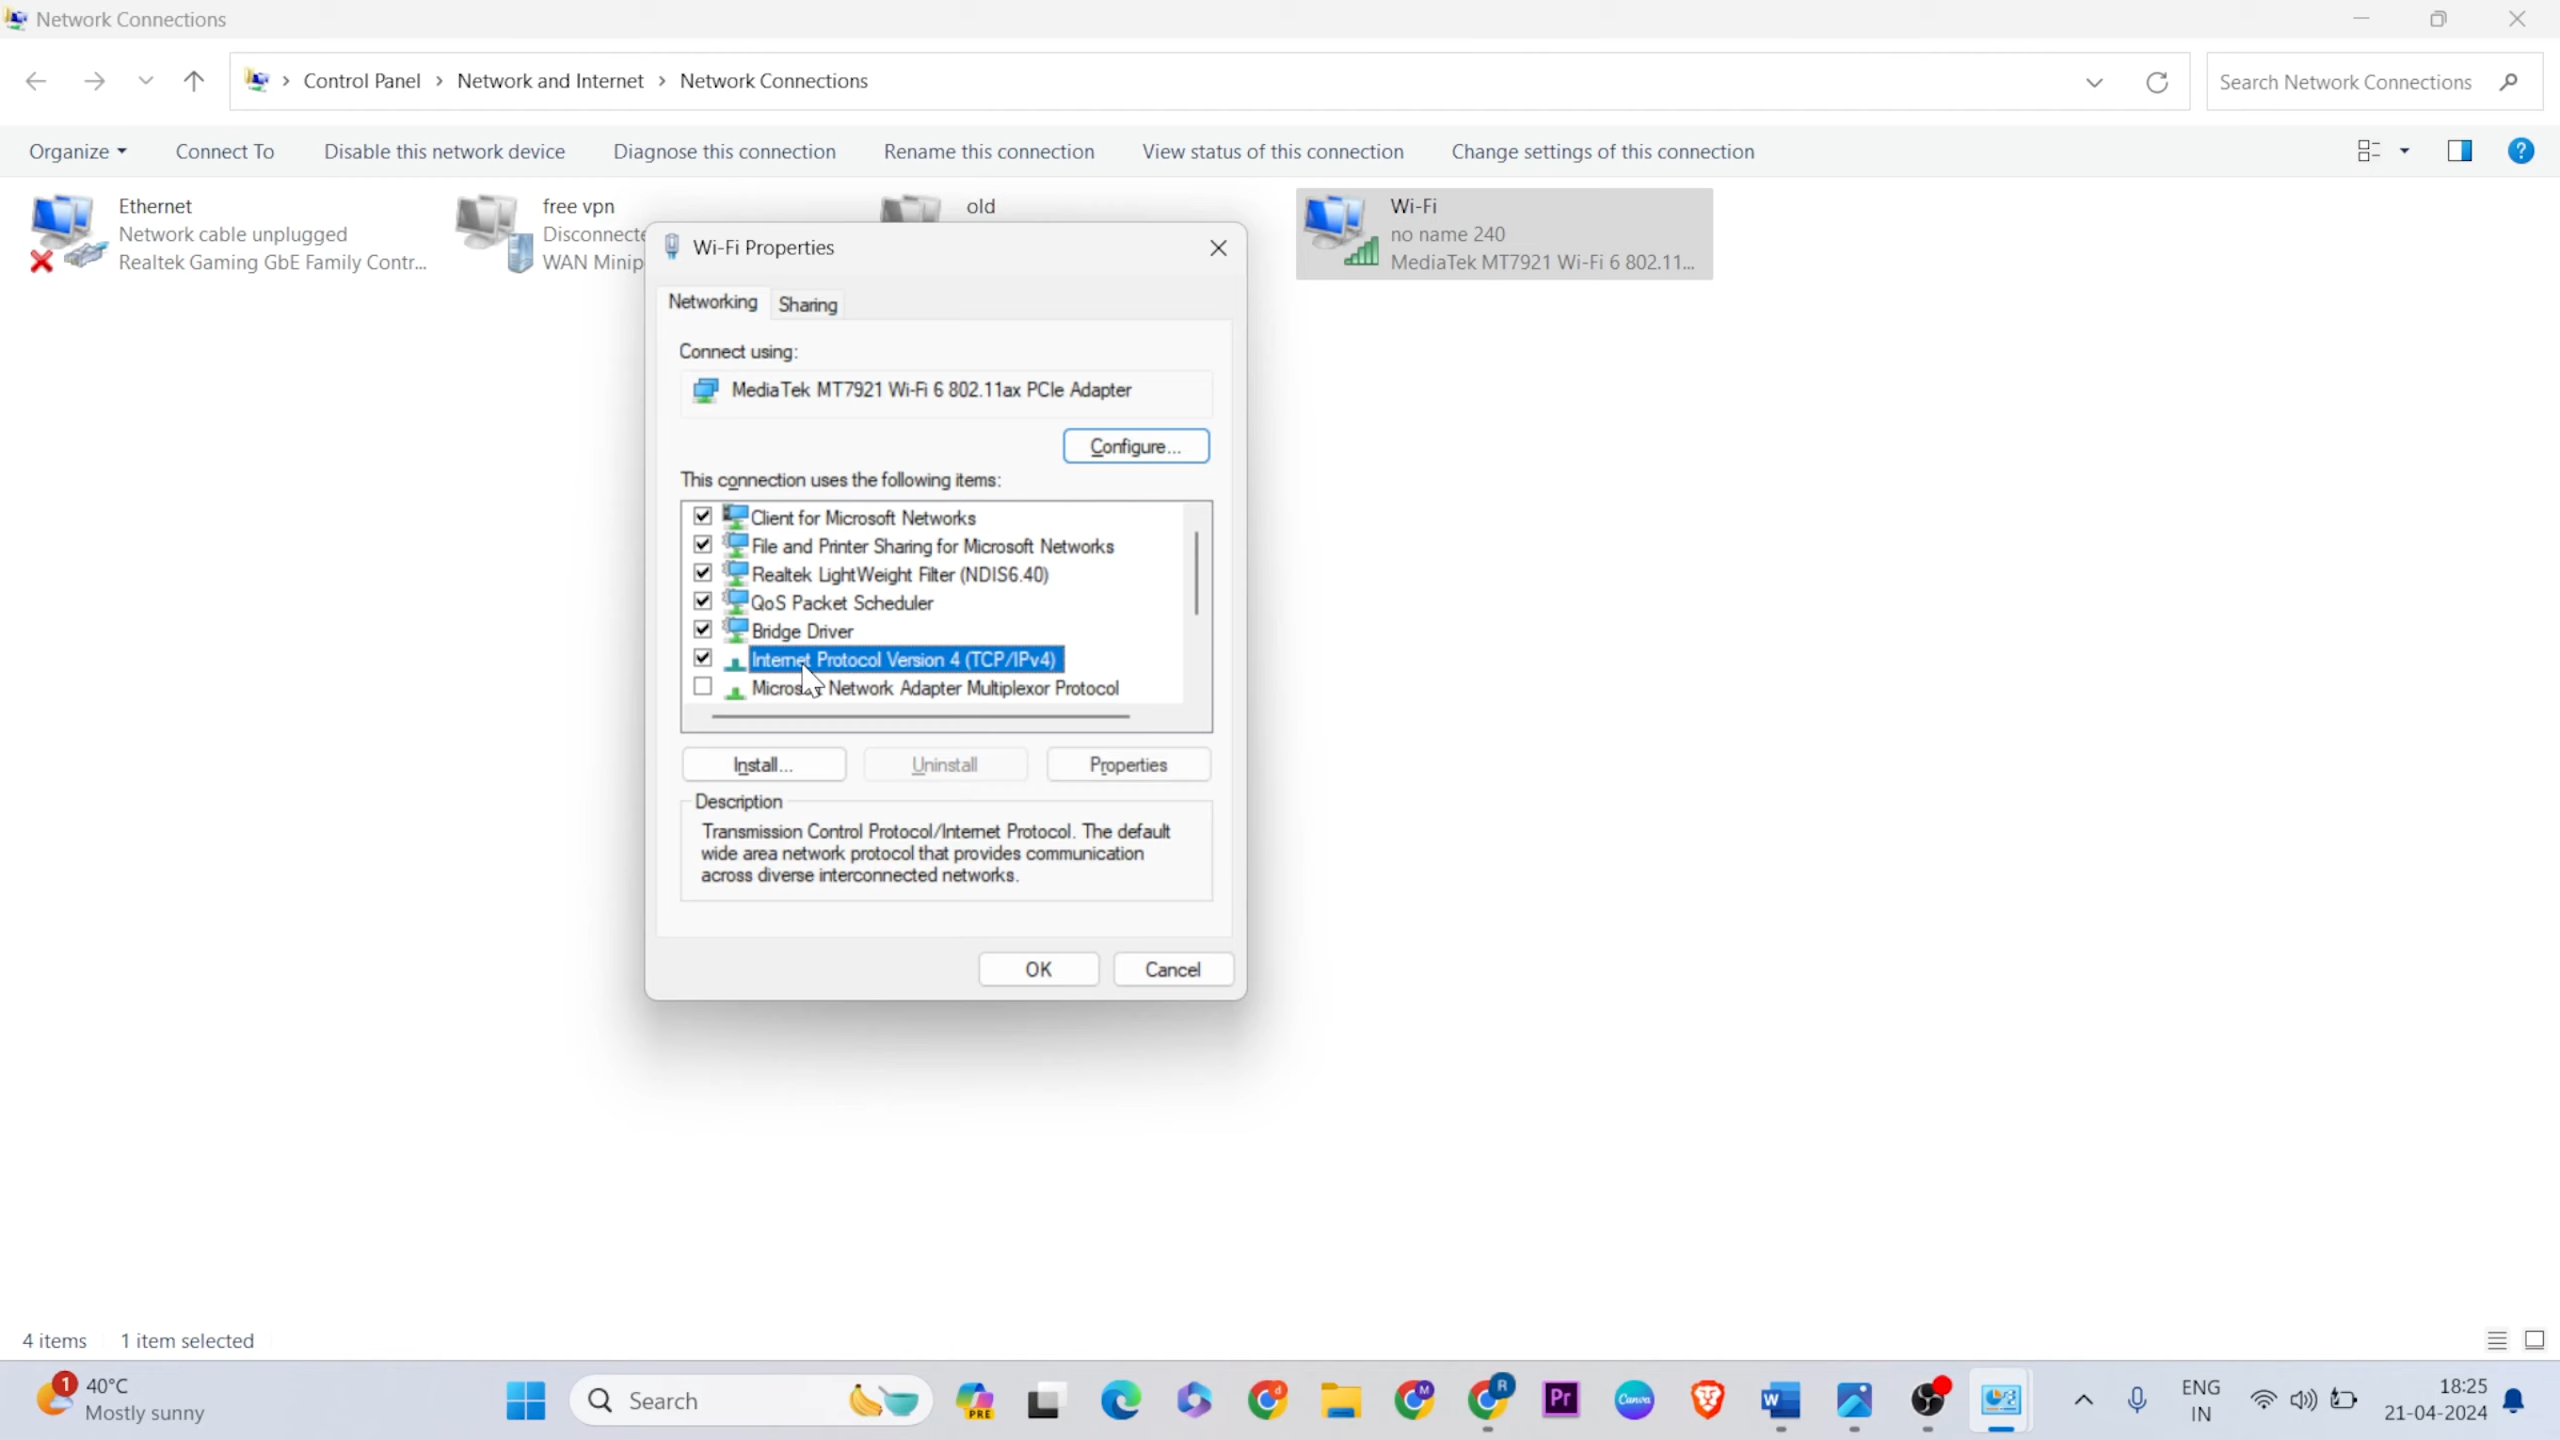 Network Connections
Control Panel › Network and Internet › Network Connections
Search Network Connections
Organize Connect To Disable this network device Diagnose this connection Rename this connection View status of this connection Change settings of this connection
Ethernet
Network cable unplugged
Realtek Gaming GbE Family Contr...
free vpn
Disconnecte
WAN Minip
old
Wi-Fi
no name 240
MediaTek MT7921 Wi-Fi 6 802.11...
Wi-Fi Properties
Networking Sharing
Connect using:
MediaTek MT7921 Wi-Fi 6 802.11ax PCIe Adapter
Configure...
This connection uses the following items:
Client for Microsoft Networks
File and Printer Sharing for Microsoft Networks
Realtek LightWeight Filter (NDIS6.40)
QoS Packet Scheduler
Bridge Driver
Internet Protocol Version 4 (TCP/IPv4)
Microsoft Network Adapter Multiplexor Protocol
Install... Uninstall Properties
Description
Transmission Control Protocol/Internet Protocol. The default
wide area network protocol that provides communication
across diverse interconnected networks.
OK Cancel
4 items 1 item selected
1
40°C
Mostly sunny
Search
PRE
d
M
R
Pr
Canva
W
ENG
IN
18:25
21-04-2024